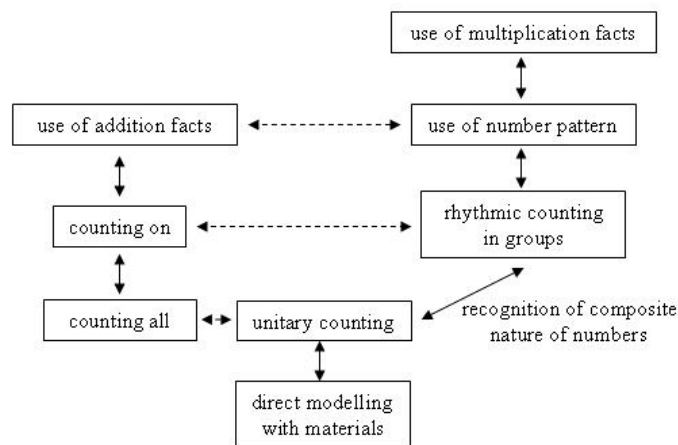 use of multiplication facts
use of addition facts
use of number pattern
counting on
rhythmic counting
in groups
counting all
unitary counting
recognition of composite
nature of numbers
direct modelling
with materials